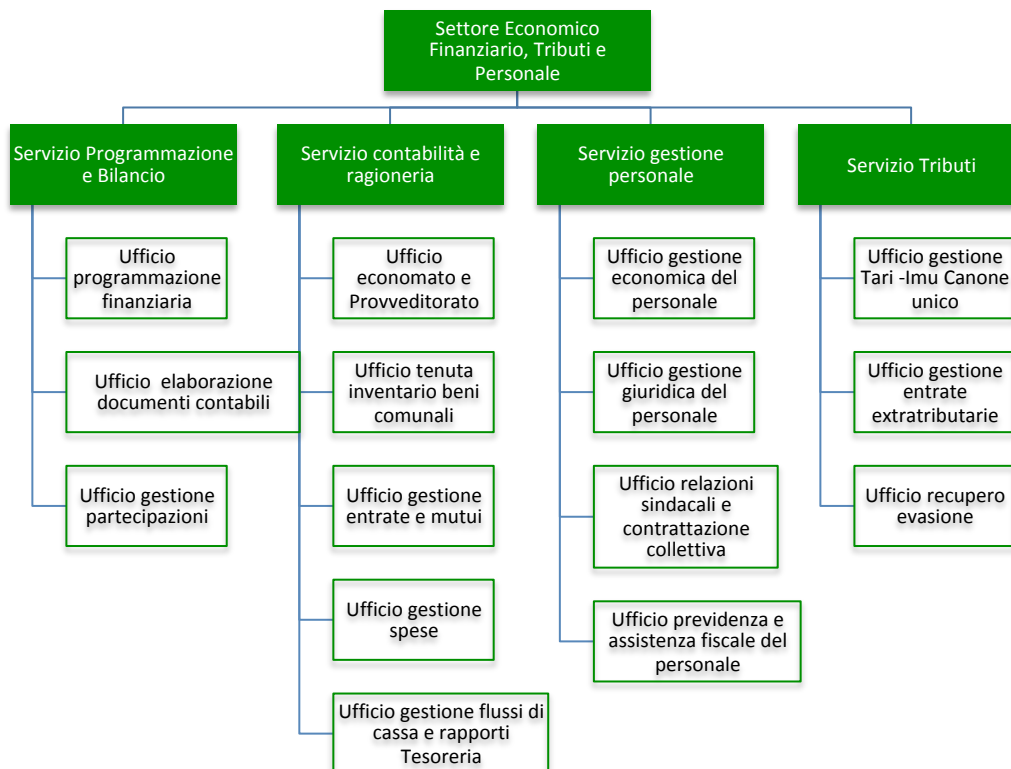 Settore Economico
Finanziario, Tributi e
Personale
Servizio Programmazione
e Bilancio
Ufficio
programmazione
finanziaria
Ufficio elaborazione
documenti contabili
Ufficio gestione
partecipazioni
Servizio contabilità e
ragioneria
Ufficio
economato e
Provveditorato
Ufficio tenuta
inventario beni
comunali
Ufficio gestione
entrate e mutui
Ufficio gestione
spese
Ufficio gestione flussi di
cassa e rapporti
Tesoreria
Servizio gestione
personale
Ufficio gestione
economica del
personale
Ufficio gestione
giuridica del
personale
Ufficio relazioni
sindacali e
contrattazione
collettiva
Ufficio previdenza e
assistenza fiscale del
personale
Servizio Tributi
Ufficio gestione
Tari -Imu Canone
unico
Ufficio gestione
entrate
extratributarie
Ufficio recupero
evasione